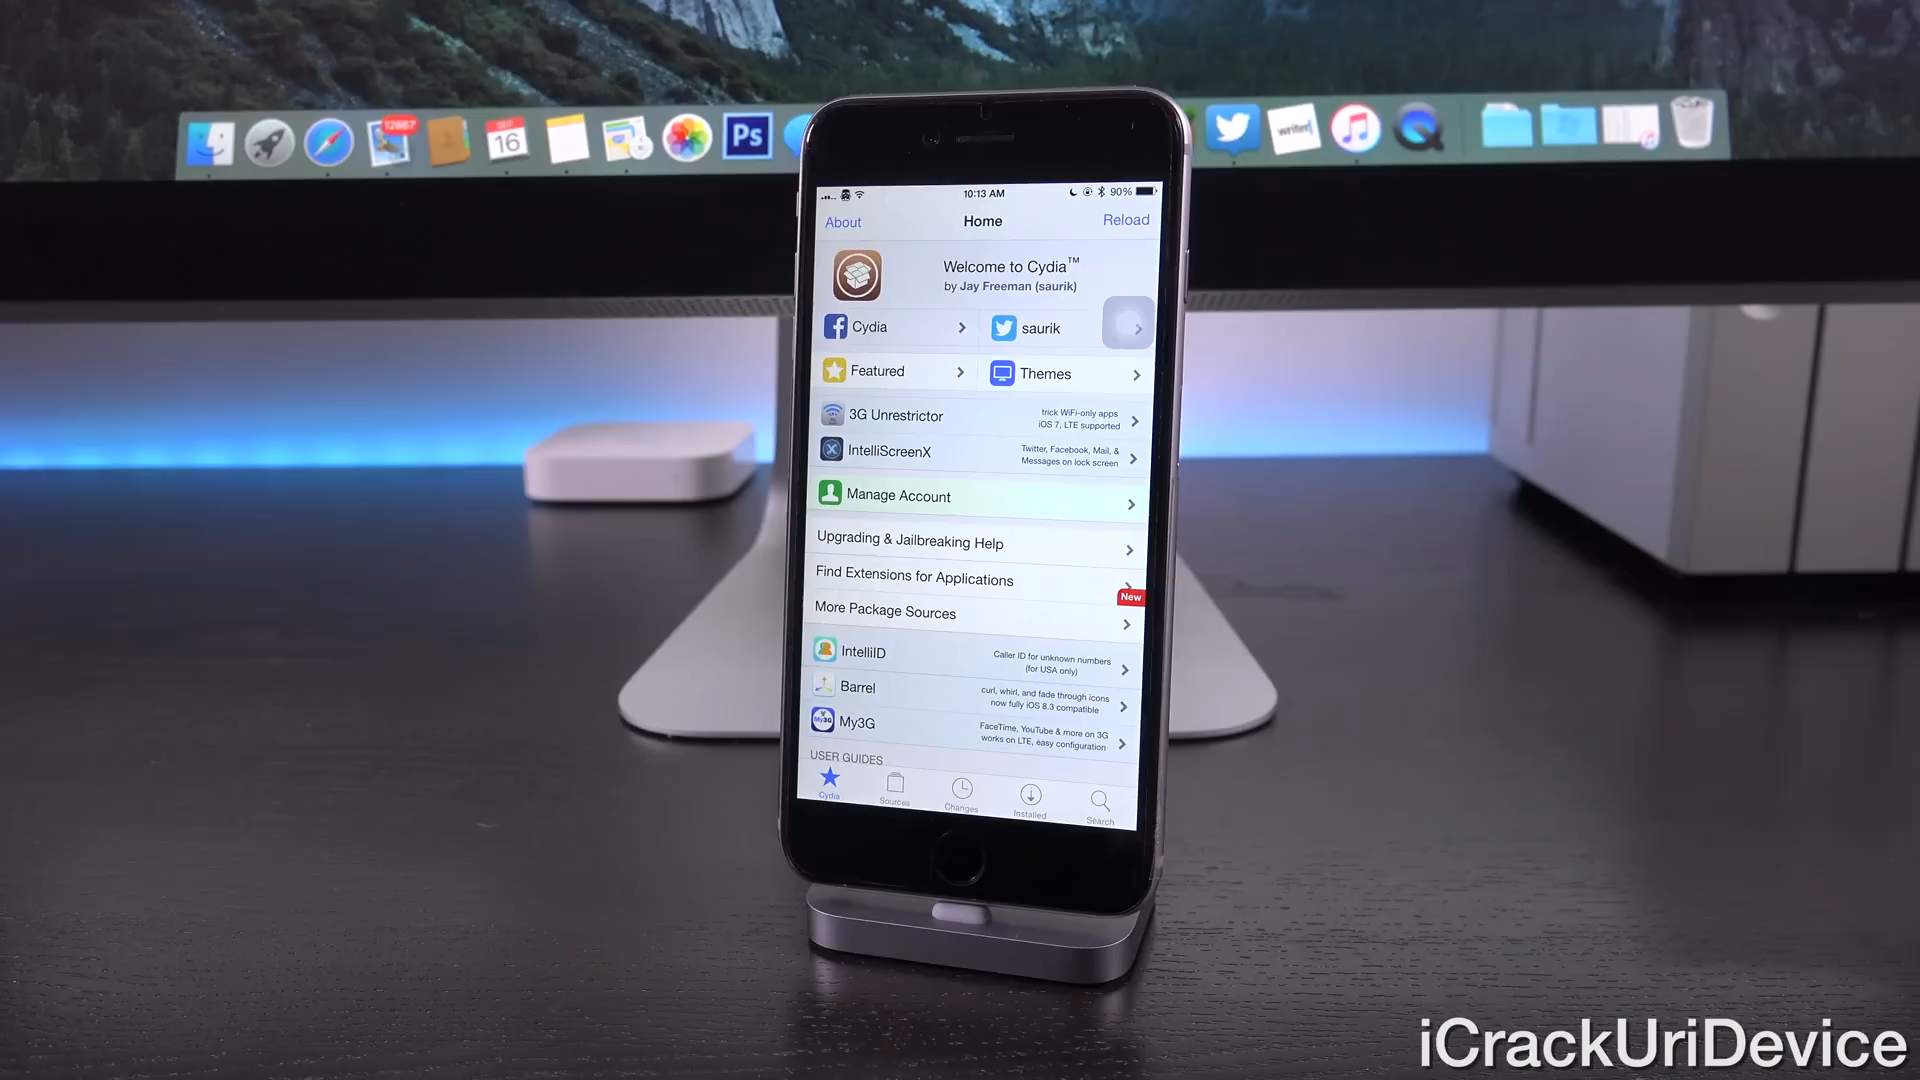 12867
SEP
16
Ps
writer
10:13 AM
90%
About
Home
Reload
Welcome to Cydia™
by Jay Freeman (saurik)
Cydia
saurik
Featured
Themes
3G Unrestrictor
trick WiFi-only apps
iOS 7, LTE supported
IntelliScreenX
Twitter, Facebook, Mail, &
Messages on lock screen
Manage Account
Upgrading & Jailbreaking Help
Find Extensions for Applications
New
More Package Sources
IntelliID
Caller ID for unknown numbers
(for USA only)
Barrel
curl, whirl, and fade through icons
now fully iOS 8.3 compatible
My3G
My3G
FaceTime, YouTube & more on 3G
works on LTE, easy configuration
USER GUIDES
Cydia
Sources
Changes
Installed
Search
iCrackUriDevice